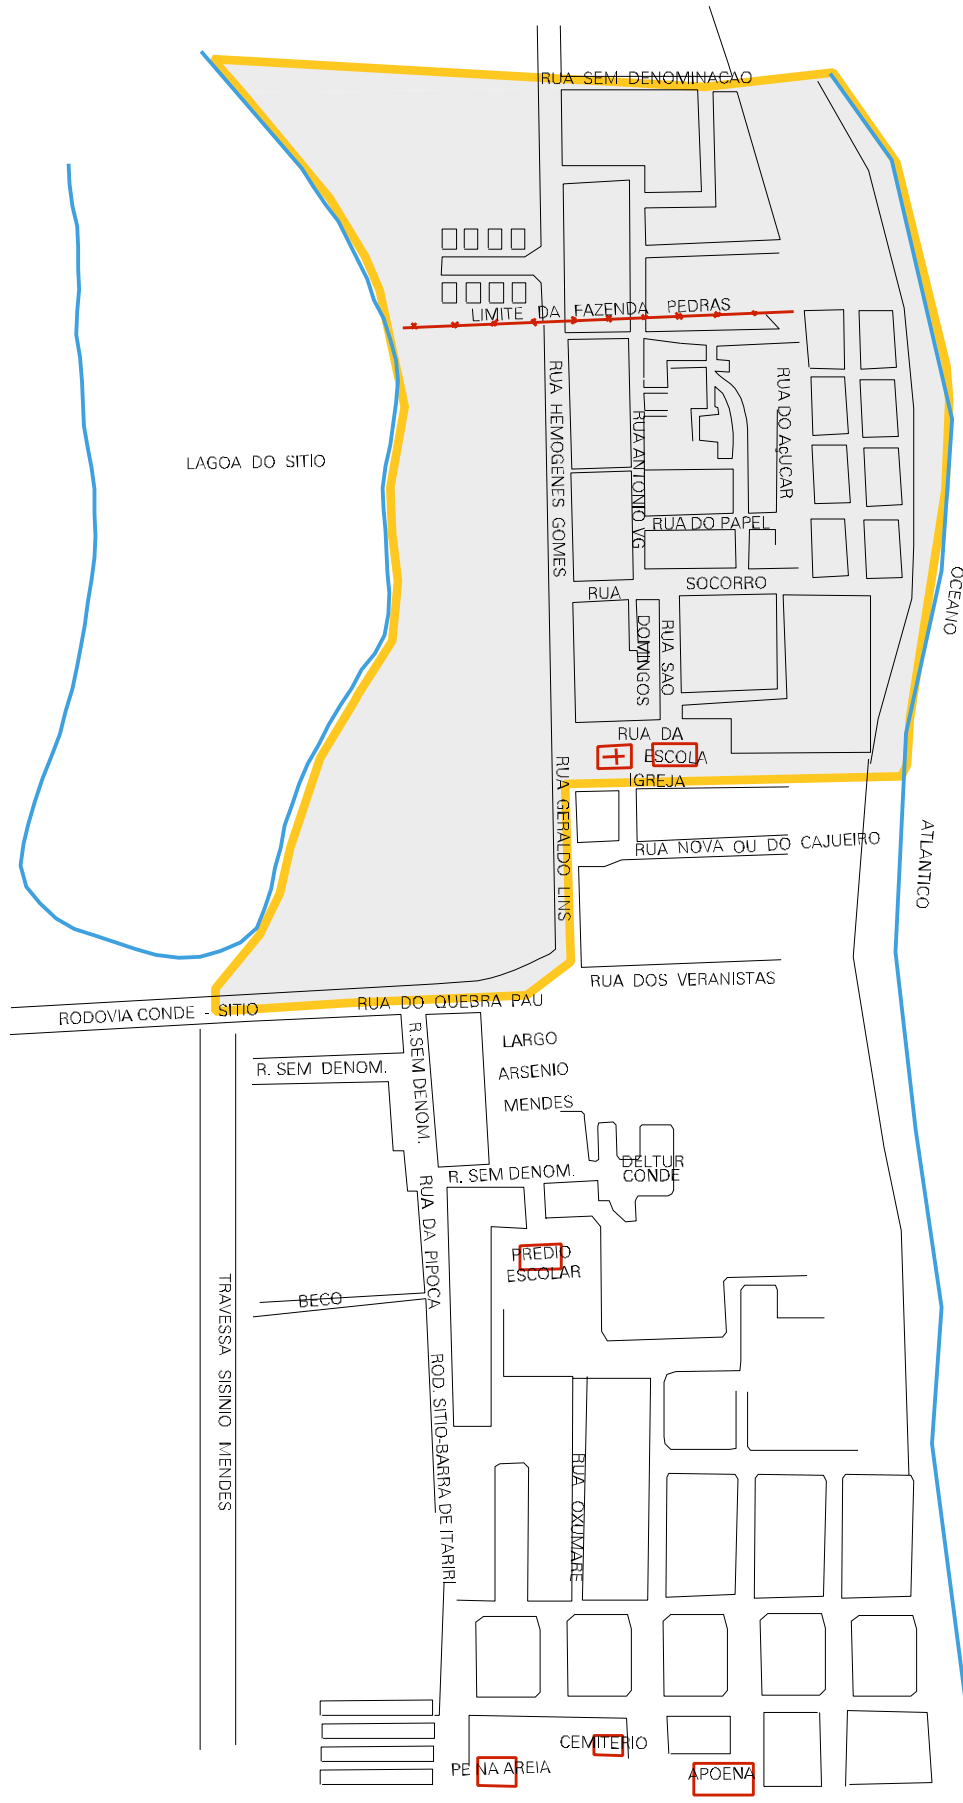 RUA SEM DENOMINACAO
LIMITE DA FAZENDA PEDRAS
RUA HEMOGENES GOMES
RUA ANTONIO VG
RUA DO AçUCAR
LAGOA DO SITIO
RUA DO PAPEL
RUA SOCORRO
OCEANO
DOMINGOS
RUA SAO
RUA DA
ESCOLA
IGREJA
RUA GERALDO LINS
RUA NOVA OU DO CAJUEIRO
ATLANTICO
RUA DOS VERANISTAS
RUA DO QUEBRA PAU
RODOVIA CONDE - SITIO
R.SEM DENOM.
LARGO
ARSENIO
MENDES
R. SEM DENOM.
R. SEM DENOM.
DELTUR
CONDE
RUA DA PIPOCA
PREDIO
ESCOLAR
BECO
TRAVESSA SISINIO MENDES
ROD. SITIO-BARRA DE ITARIRI
RUA OXUMARE
CEMITERIO
PE NA AREIA
APOENA